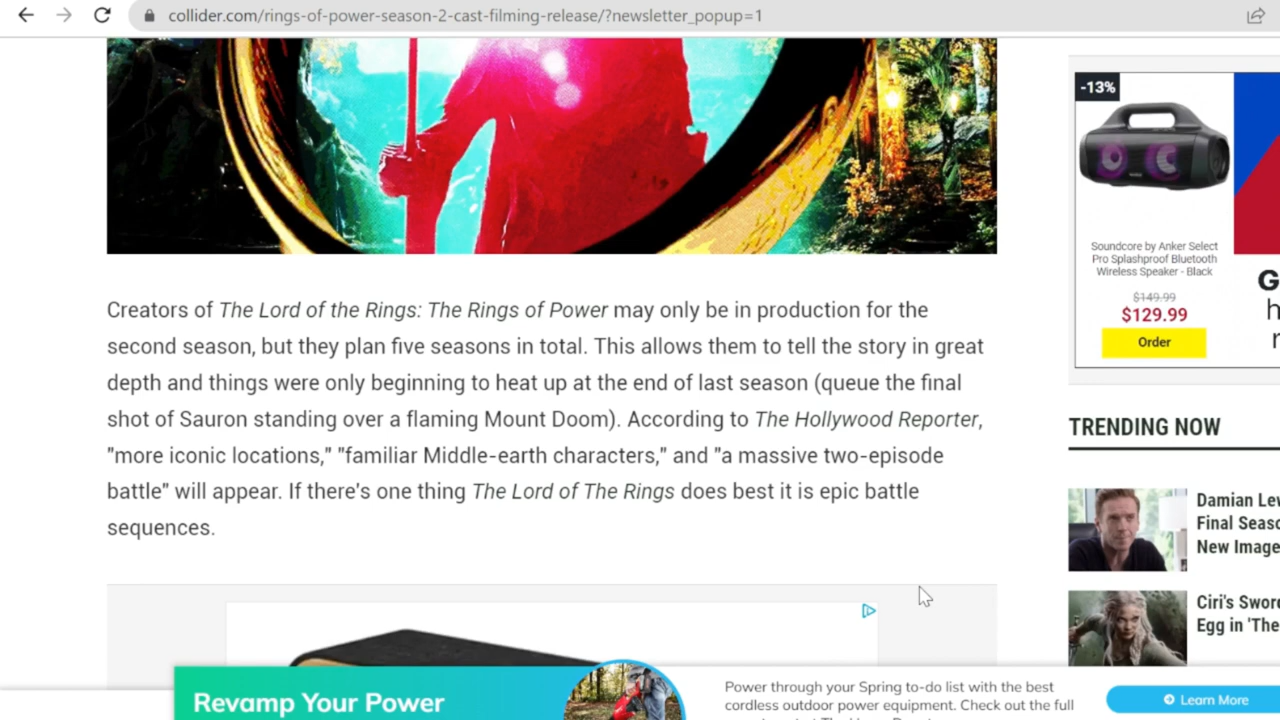 collider.com/rings-of-power-season-2-cast-filming-release/?newsletter_popup=1
-13%
Soundcore by Anker Select
Pro Splashproof Bluetooth
Wireless Speaker - Black
$149.99
$129.99
Order
G
h
Creators of The Lord of the Rings: The Rings of Power may only be in production for the
second season, but they plan five seasons in total. This allows them to tell the story in great
depth and things were only beginning to heat up at the end of last season (queue the final
shot of Sauron standing over a flaming Mount Doom). According to The Hollywood Reporter,
"more iconic locations," "familiar Middle-earth characters," and "a massive two-episode
battle" will appear. If there's one thing The Lord of The Rings does best it is epic battle
sequences.
TRENDING NOW
Damian Lew
Final Seaso
New Image
Ciri's Swor
Egg in 'The
Revamp Your Power
Power through your Spring to-do list with the best
cordless outdoor power equipment. Check out the full
Learn More